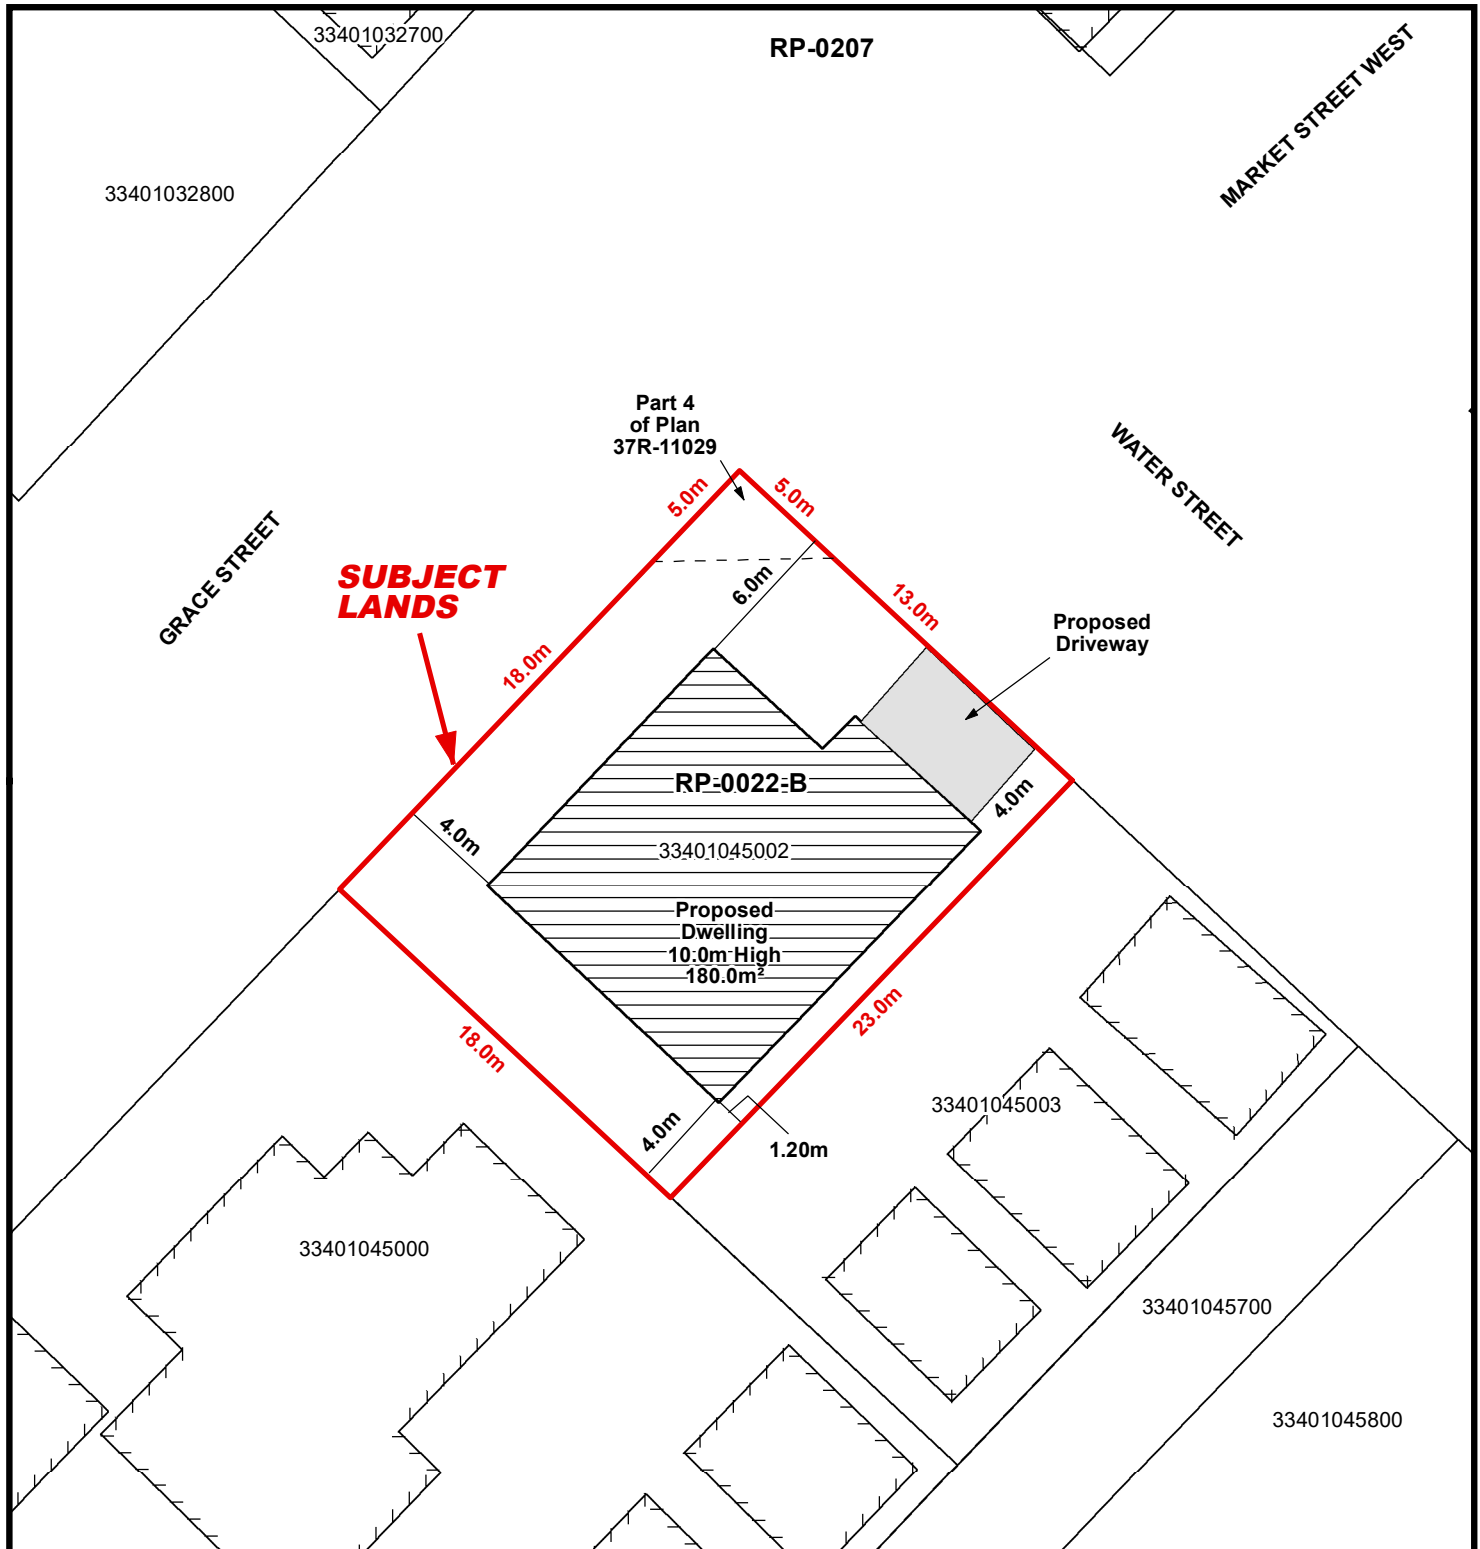 33401032700
RP-0207
MARKET STREET WEST
33401032800
Part 4
of Plan
37R-11029
WATER STREET
5.0m
5.0m
GRACE STREET
SUBJECT
LANDS
6.0m
13.0m
Proposed
Driveway
18.0m
RP-0022-B
4.0m
4.0m
33401045002
Proposed
Dwelling
10.0m High
180.0m²
23.0m
18.0m
33401045003
4.0m
1.20m
33401045000
33401045700
33401045800